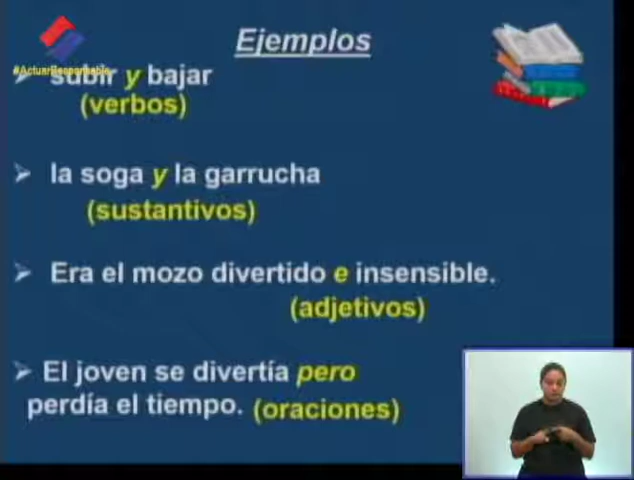 Ejemplos
#ActuarResponsable
subir y bajar
(verbos)
la soga y la garrucha
(sustantivos)
Era el mozo divertido e insensible.
(adjetivos)
El joven se divertía pero
perdía el tiempo. (oraciones)